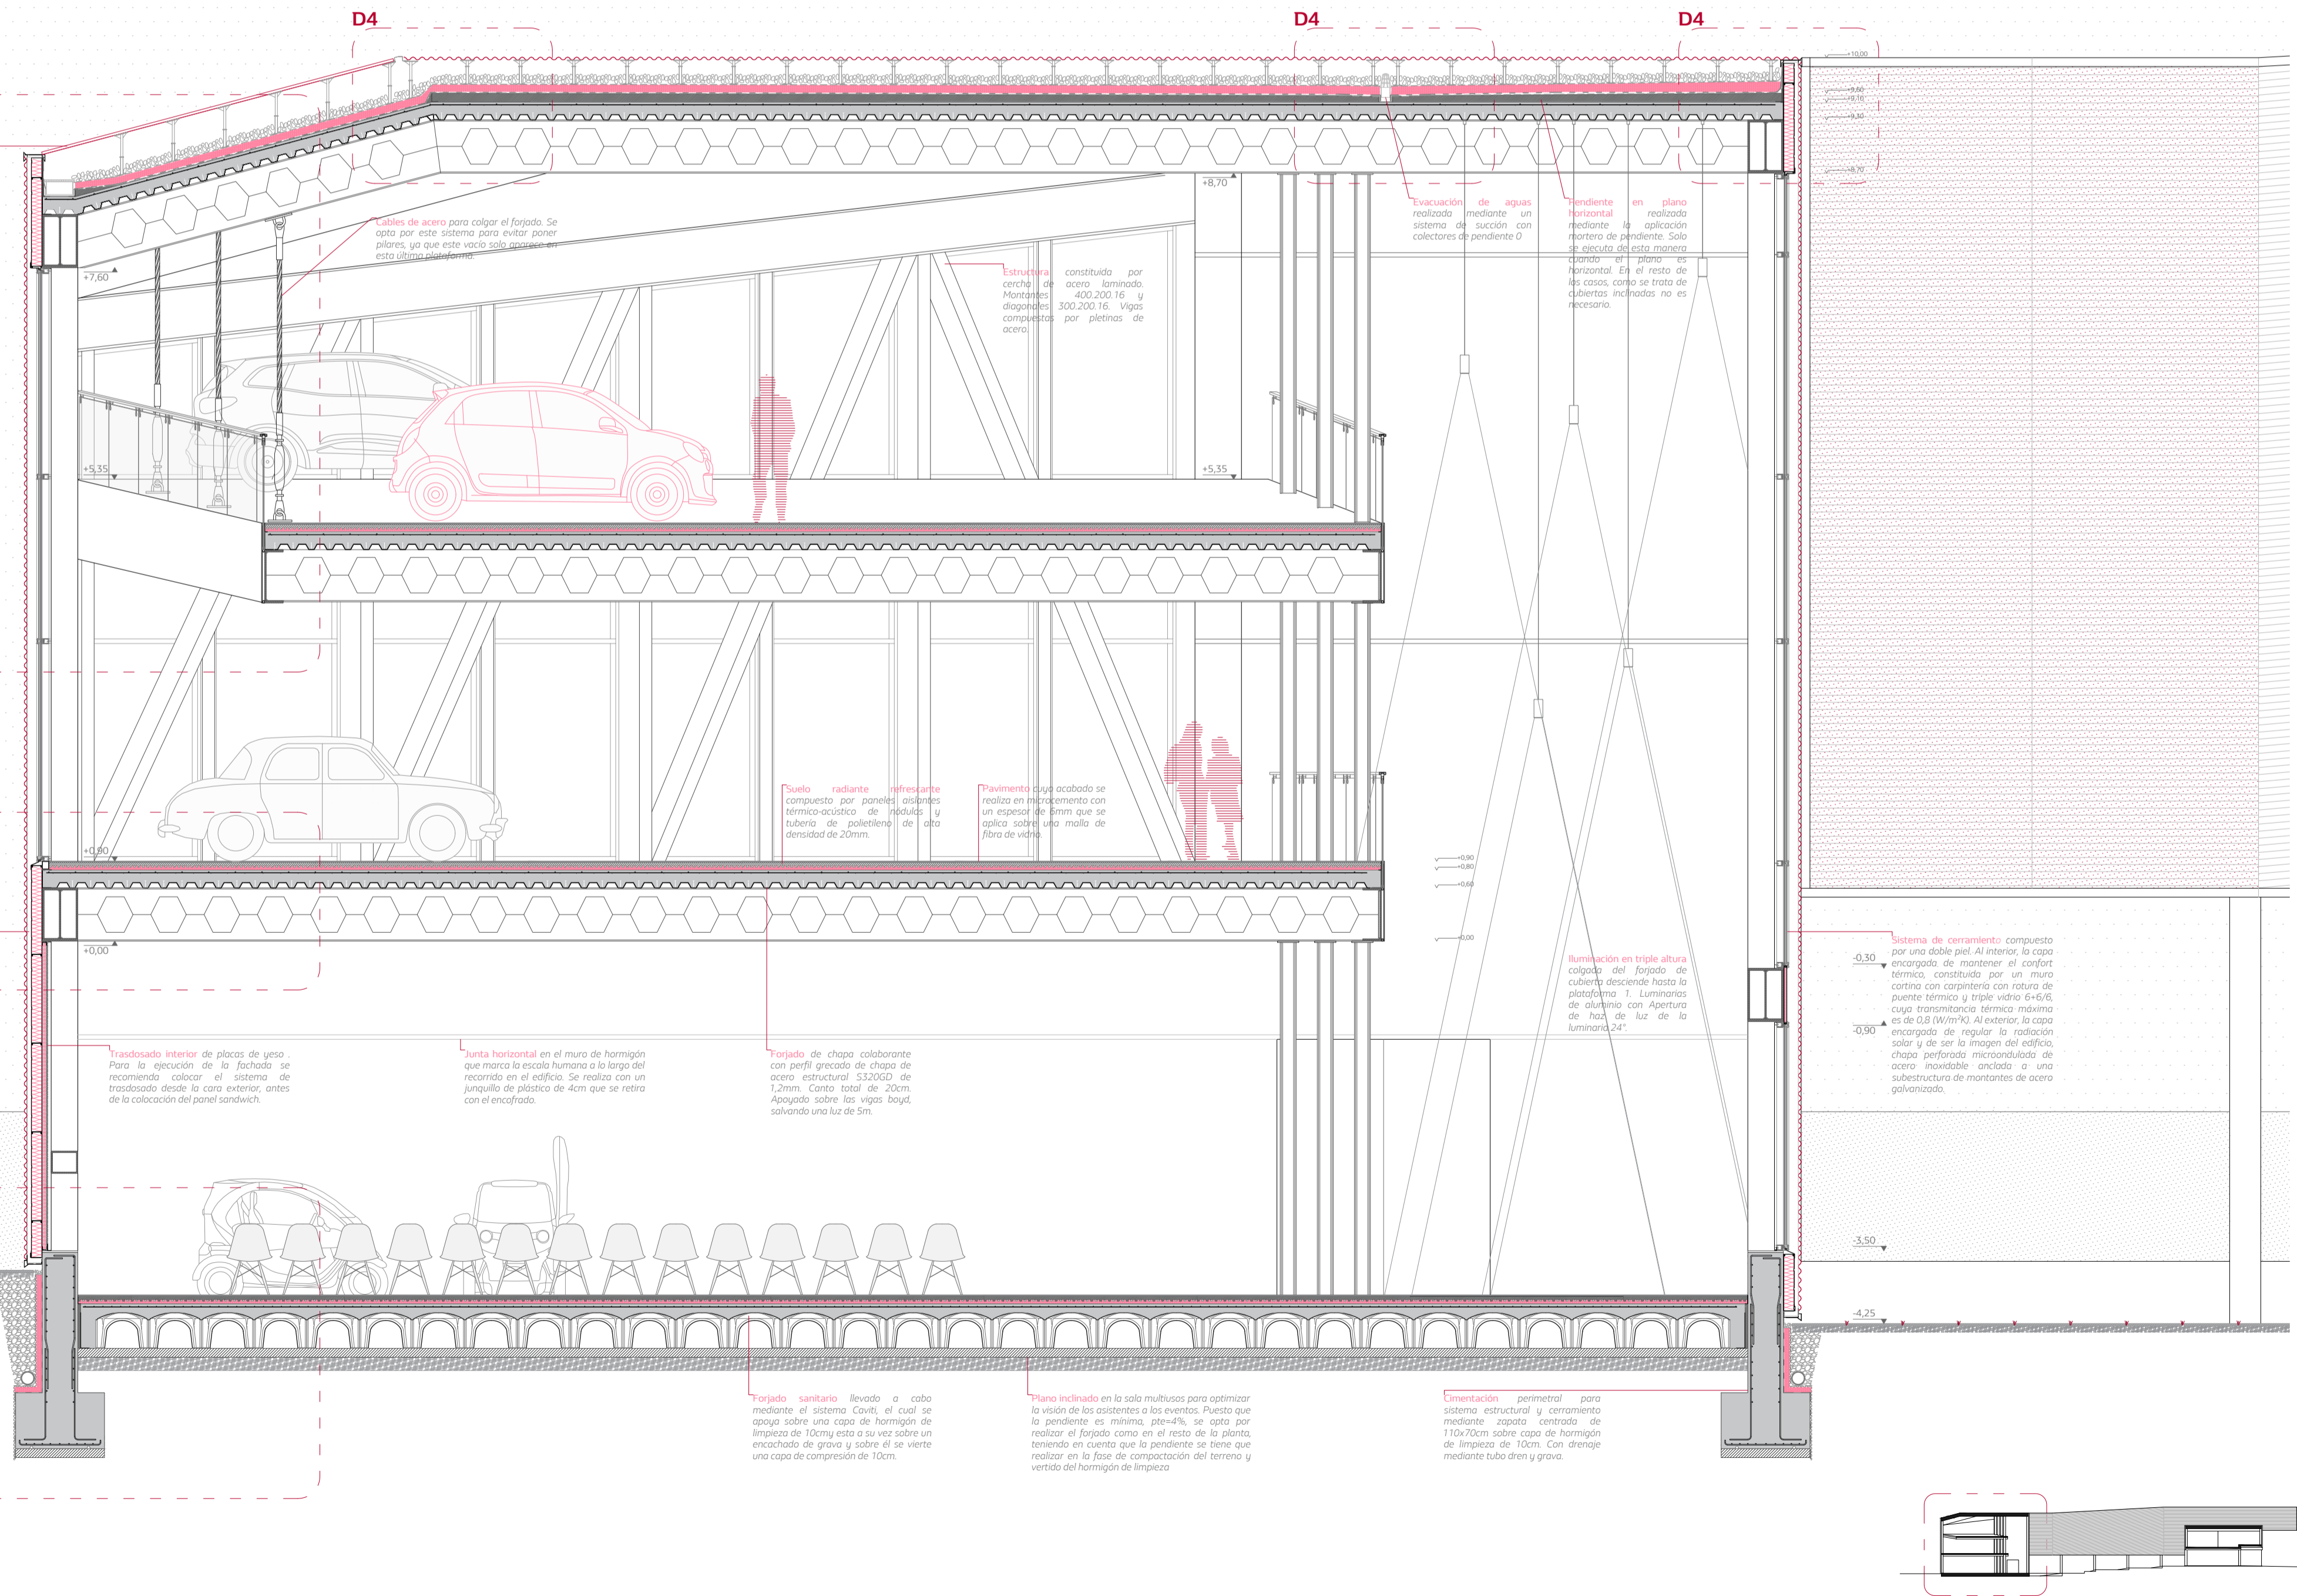 D4
D4
D4
+10,00
+9,60
+9,10
+9,30
+8,70
+8,70
Cables de acero para colgar el forjado. Se
opta por este sistema para evitar poner
pilares, ya que este vacío solo aparece en
esta última plataforma.
+7,60
Estructura constituida por
cercha de acero laminado.
Montantes 400.200.16 y
diagonales 300.200.16. Vigas
compuestas por pletinas de
acero.
Evacuación de aguas
realizada mediante un
sistema de succión con
colectores de pendiente 0
Pendiente en plano
horizontal realizada
mediante la aplicación
mortero de pendiente. Solo
se ejecuta de esta manera
cuando el plano es
horizontal. En el resto de
los casos, como se trata de
cubiertas inclinadas no es
necesario.
+5,35
+5,35
Suelo radiante refrescante
compuesto por paneles aislantes
térmico-acústico de nódulos y
tubería de polietileno de alta
densidad de 20mm.
Pavimento cuyo acabado se
realiza en microcemento con
un espesor de 6mm que se
aplica sobre una malla de
fibra de vidrio.
+0,90
+0,90
+0,80
+0,60
+0,00
+0,00
Iluminación en triple altura
colgada del forjado de
cubierta desciende hasta la
plataforma 1. Luminarias
de aluminio con Apertura
de haz de luz de la
luminaria 24°.
-0,30
-0,90
Sistema de cerramiento compuesto
por una doble piel. Al interior, la capa
encargada de mantener el confort
térmico, constituida por un muro
cortina con carpintería con rotura de
puente térmico y triple vidrio 6+6/6,
cuya transmitancia térmica máxima
es de 0,8 (W/m²K). Al exterior, la capa
encargada de regular la radiación
solar y de ser la imagen del edificio,
chapa perforada microondulada de
acero inoxidable anclada a una
subestructura de montantes de acero
galvanizado.
Trasdosado interior de placas de yeso .
Para la ejecución de la fachada se
recomienda colocar el sistema de
trasdosado desde la cara exterior, antes
de la colocación del panel sandwich.
Junta horizontal en el muro de hormigón
que marca la escala humana a lo largo del
recorrido en el edificio. Se realiza con un
junquillo de plástico de 4cm que se retira
con el encofrado.
Forjado de chapa colaborante
con perfil grecado de chapa de
acero estructural S320GD de
1,2mm. Canto total de 20cm.
Apoyado sobre las vigas boyd,
salvando una luz de 5m.
-3,50
-4,25
Forjado sanitario llevado a cabo
mediante el sistema Caviti, el cual se
apoya sobre una capa de hormigón de
limpieza de 10cmy esta a su vez sobre un
encachado de grava y sobre él se vierte
una capa de compresión de 10cm.
Plano inclinado en la sala multiusos para optimizar
la visión de los asistentes a los eventos. Puesto que
la pendiente es mínima, pte=4%, se opta por
realizar el forjado como en el resto de la planta,
teniendo en cuenta que la pendiente se tiene que
realizar en la fase de compactación del terreno y
vertido del hormigón de limpieza
Cimentación perimetral para
sistema estructural y cerramiento
mediante zapata centrada de
110x70cm sobre capa de hormigón
de limpieza de 10cm. Con drenaje
mediante tubo dren y grava.